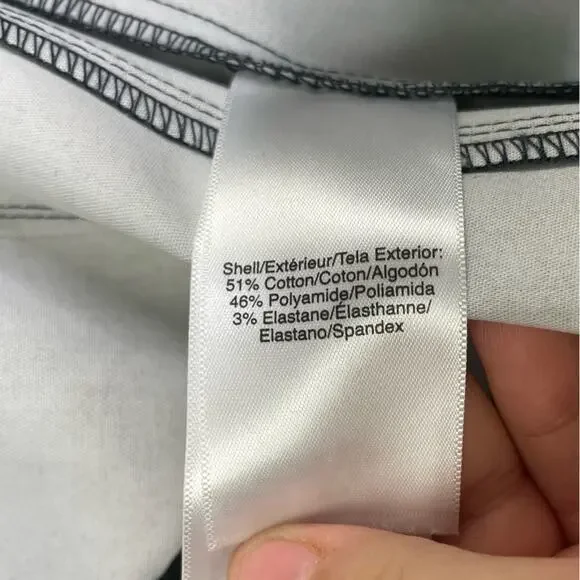 Shell/Extérieur/Tela Exterior:
51% Cotton/Coton/Algodón
46% Polyamide/Poliamida
3% Elastane/Élasthanne/
Elastano/Spandex